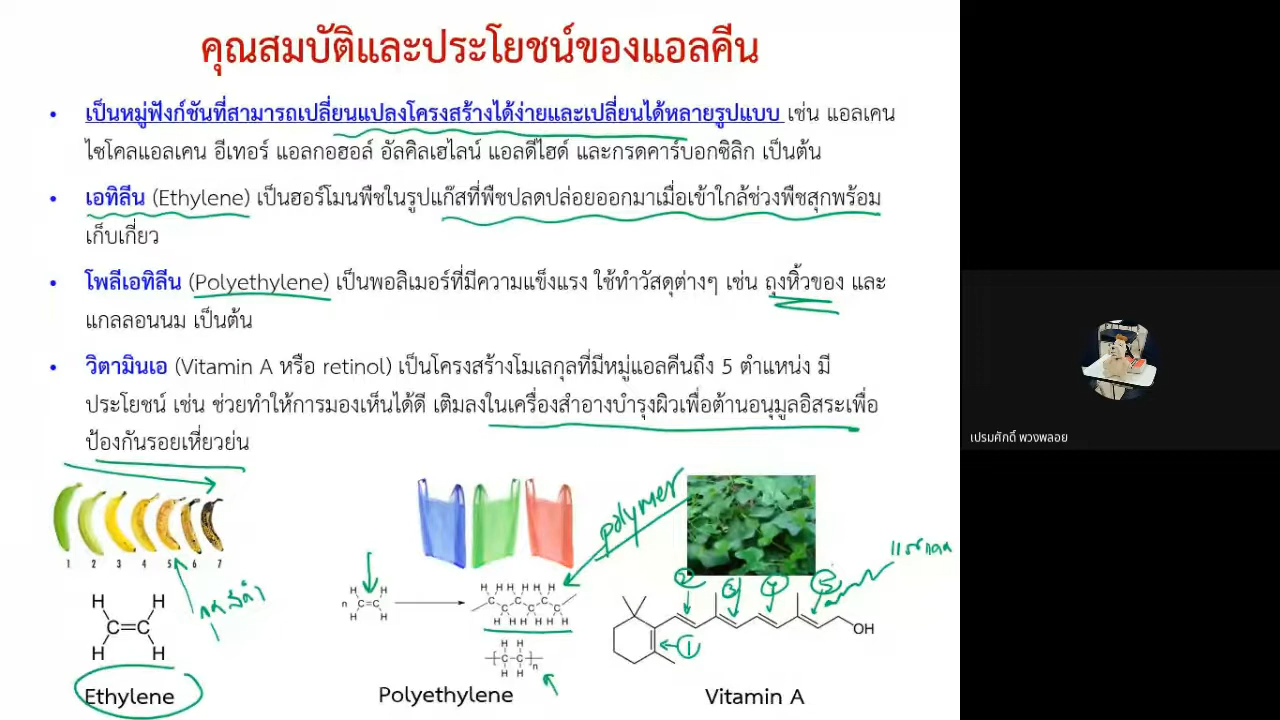 คุณสมบัติและประโยชน์ของแอลคีน
• เป็นหมู่ฟังก์ชันที่สามารถเปลี่ยนแปลงโครงสร้างได้ง่ายและเปลี่ยนได้หลายรูปแบบ เช่น แอลเคน
ไซโคลแอลเคน อีเทอร์ แอลกอฮอล์ อัลคิลเฮไลน์ แอลดีไฮด์ และกรดคาร์บอกซิลิก เป็นต้น
• เอทิลีน (Ethylene) เป็นฮอร์โมนพืชในรูปแก๊สที่พืชปลดปล่อยออกมาเมื่อเข้าใกล้ช่วงพืชสุกพร้อม
เก็บเกี่ยว
• โพลีเอทิลีน (Polyethylene) เป็นพอลิเมอร์ที่มีความแข็งแรง ใช้ทำวัสดุต่างๆ เช่น ถุงหิ้วของ และ
แกลลอนนม เป็นต้น
• วิตามินเอ (Vitamin A หรือ retinol) เป็นโครงสร้างโมเลกุลที่มีหมู่แอลคีนถึง 5 ตำแหน่ง มี
ประโยชน์ เช่น ช่วยทำให้การมองเห็นได้ดี เติมลงในเครื่องสำอางบำรุงผิวเพื่อต้านอนุมูลอิสระเพื่อ
ป้องกันรอยเหี่ยวย่น
เปรมศักดิ์ พวงพลอย
polymer
1 2 3 4 5 6 7
H H
C=C
H H
Ethylene
n
H H
C=C
H H
H H H H H H
C C C C
H H H H H H
H H
[C-C]n
H H
Polyethylene
② ③ ④ ⑤
①
OH
Vitamin A